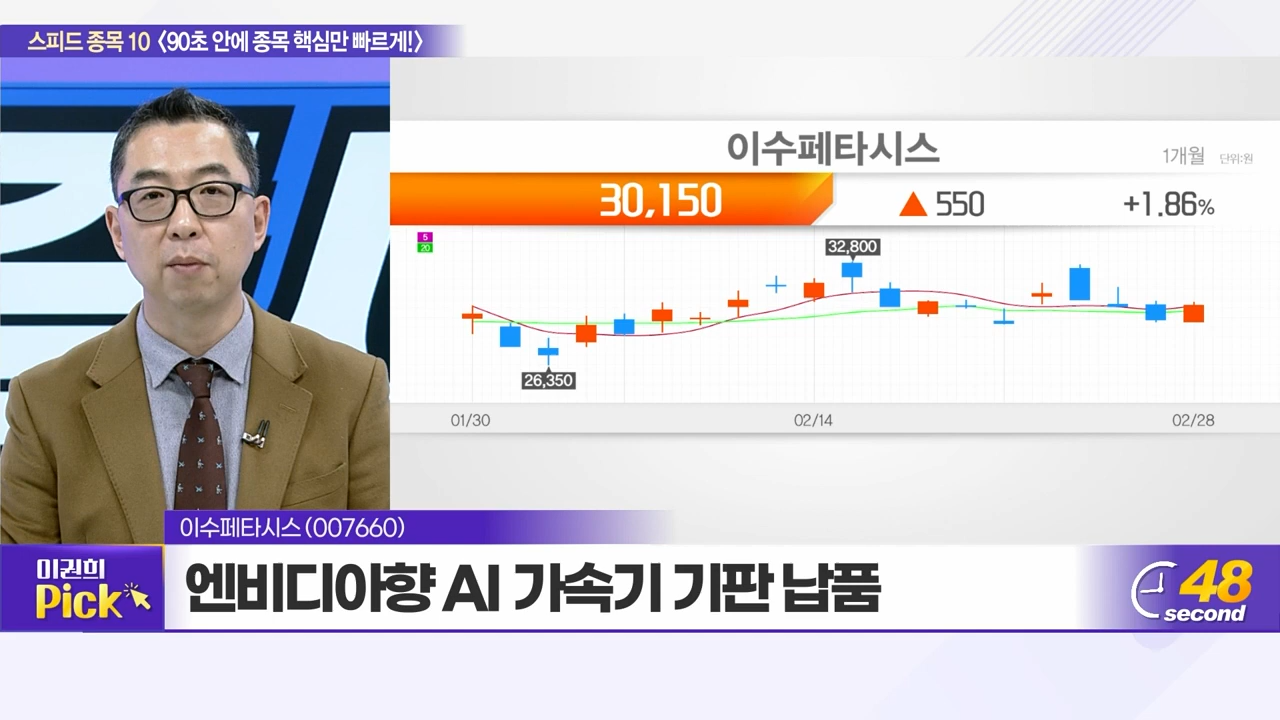 스피드 종목 10 〈90초 안에 종목 핵심만 빠르게!〉
이수페타시스
1개월 단위:원
30,150 ▲ 550 +1.86%
5
20
32,800
26,350
01/30 02/14 02/28
이수페타시스(007660)
이권희
Pick
엔비디아향 AI 가속기 기판 납품
48
second